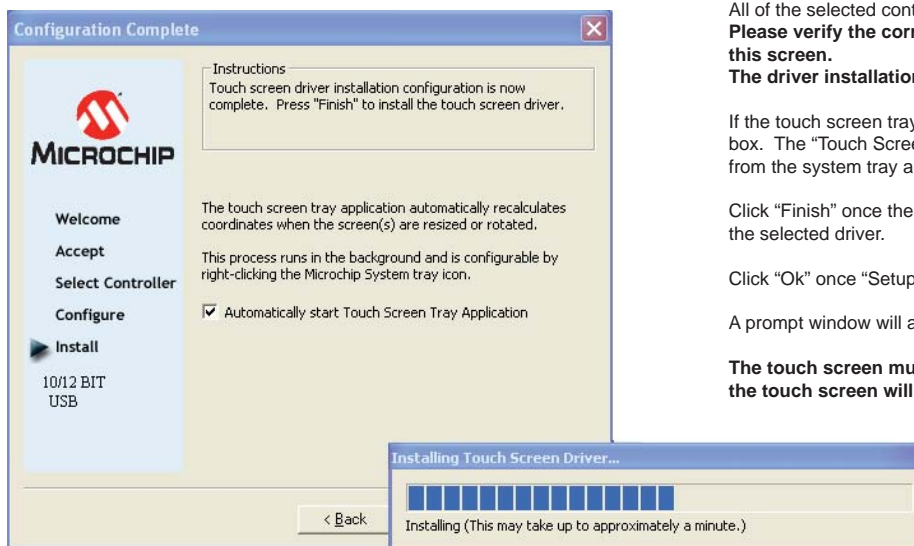 Configuration Complete
Instructions
Touch screen driver installation configuration is now
complete. Press "Finish" to install the touch screen driver.
MICROCHIP
Welcome
Accept
Select Controller
Configure
Install
10/12 BIT
USB
The touch screen tray application automatically recalculates
coordinates when the screen(s) are resized or rotated.
This process runs in the background and is configurable by
right-clicking the Microchip System tray icon.
Automatically start Touch Screen Tray Application
< Back
Installing Touch Screen Driver...
Installing (This may take up to approximately a minute.)
All of the selected
Please verify the
this screen.
The driver
If the touch screen tray
box. The “Touch
from the system tray
Click “Finish” once the
the selected driver.
Click “Ok” once “Setup
A prompt window will
The touch screen
the touch screen will